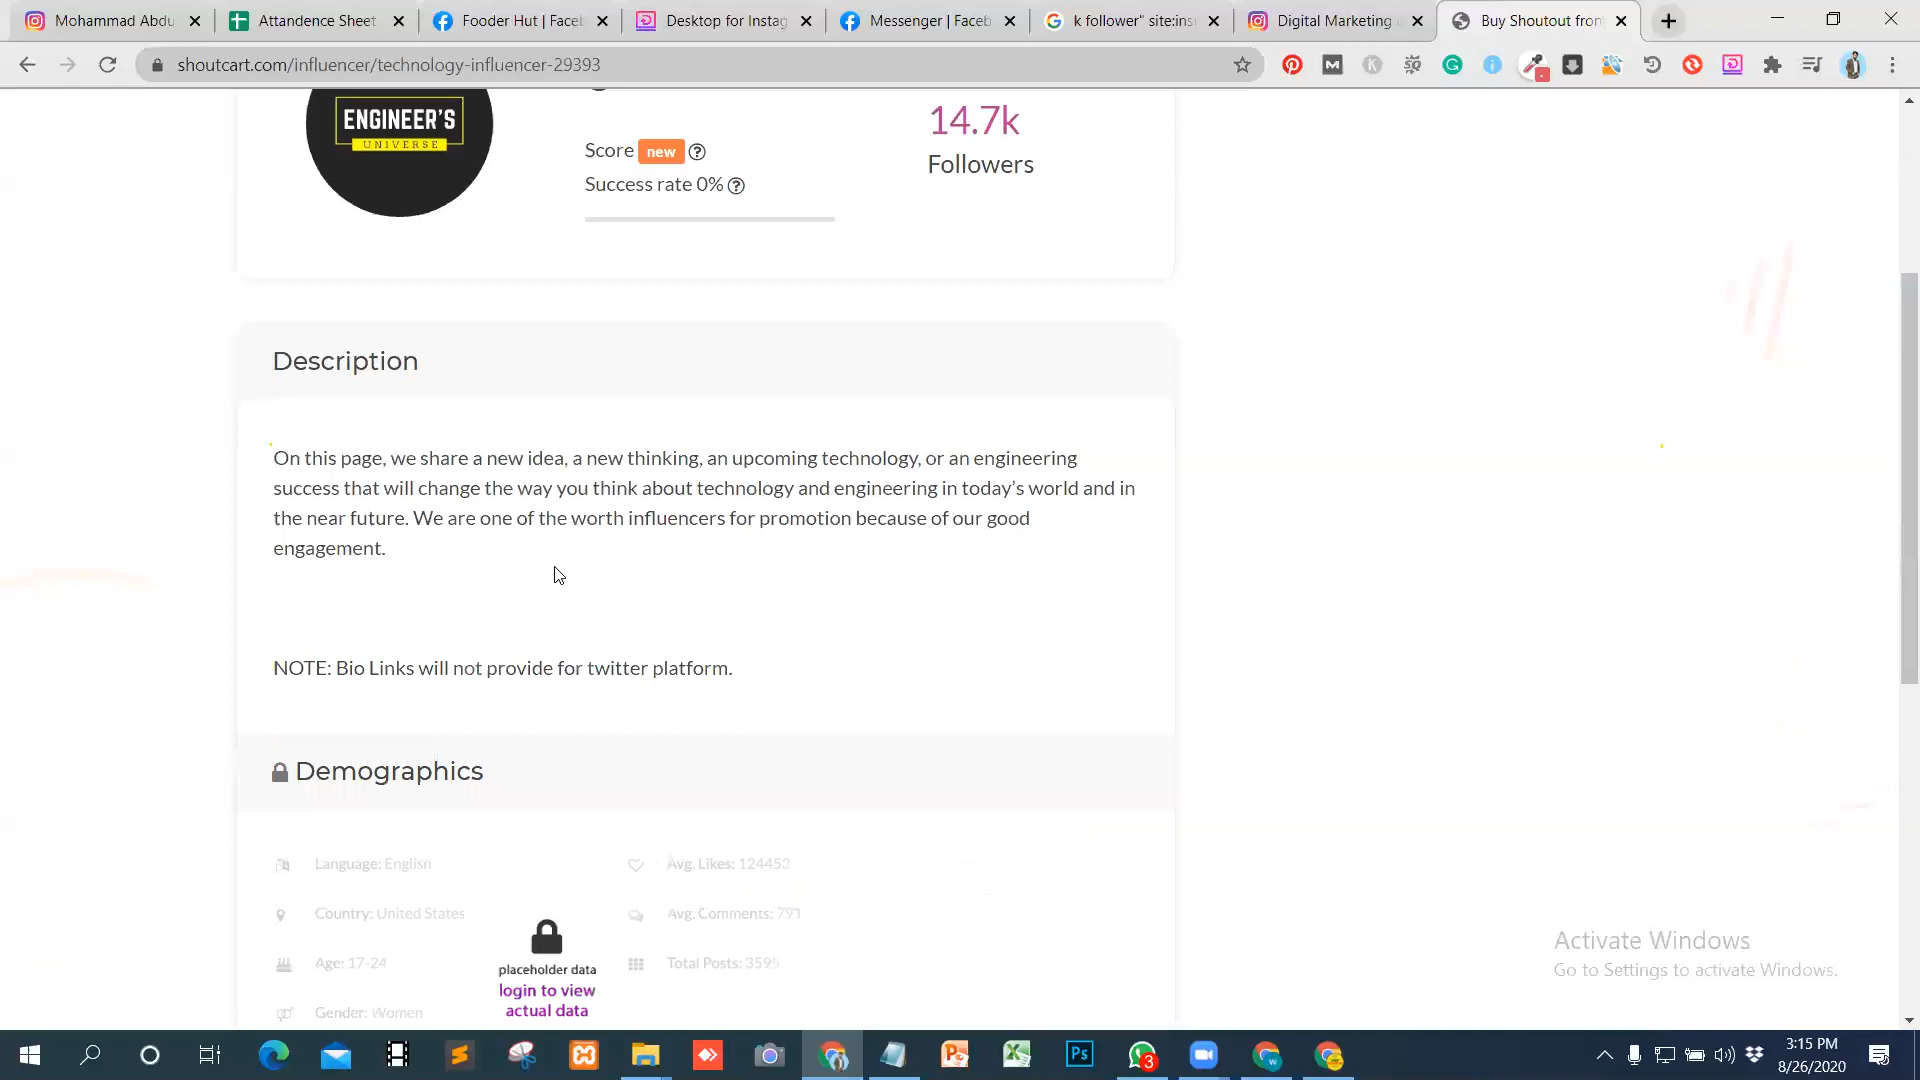 Mohammad Abdu
Attandence Sheet
Fooder Hut | Faceb
Desktop for Instag
Messenger | Faceb
k follower" site:ins
Digital Marketing
Buy Shoutout from
shoutcart.com/influencer/technology-influencer-29393
ENGINEER'S
UNIVERSE
Score new
Success rate 0%
14.7k
Followers
Description
On this page, we share a new idea, a new thinking, an upcoming technology, or an engineering
success that will change the way you think about technology and engineering in today's world and in
the near future. We are one of the worth influencers for promotion because of our good
engagement.
NOTE: Bio Links will not provide for twitter platform.
Demographics
Language: English
Avg. Likes: 124453
Country: United States
Avg. Comments: 791
Age: 17-24
Total Posts: 3595
Gender: Women
placeholder data
login to view
actual data
Activate Windows
Go to Settings to activate Windows.
3
3:15 PM
8/26/2020